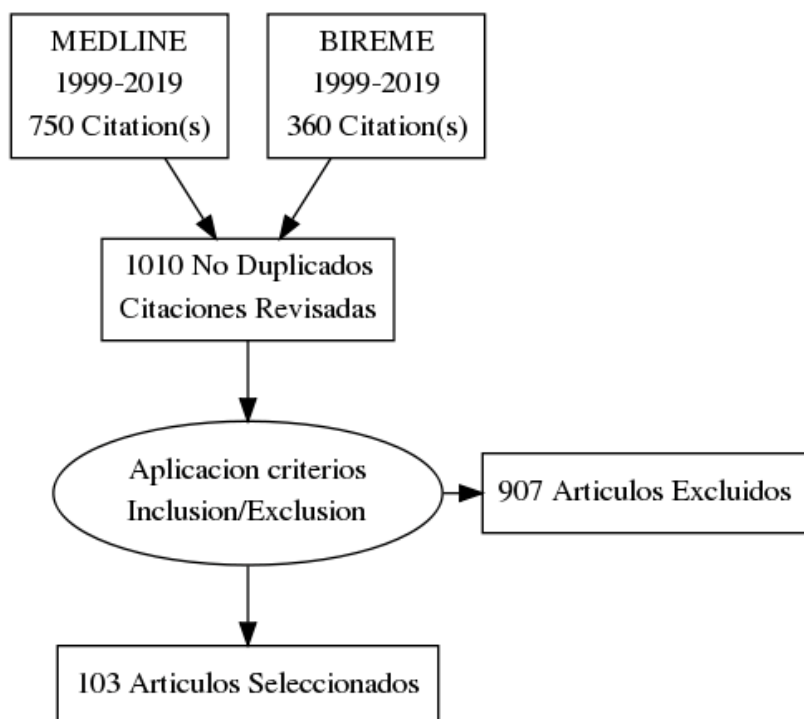 MEDLINE
1999-2019
750 Citation(s)
BIREME
1999-2019
360 Citation(s)
1010 No Duplicados
Citaciones Revisadas
Aplicacion criterios
Inclusion/Exclusion
907 Articulos Excluidos
103 Articulos Seleccionados